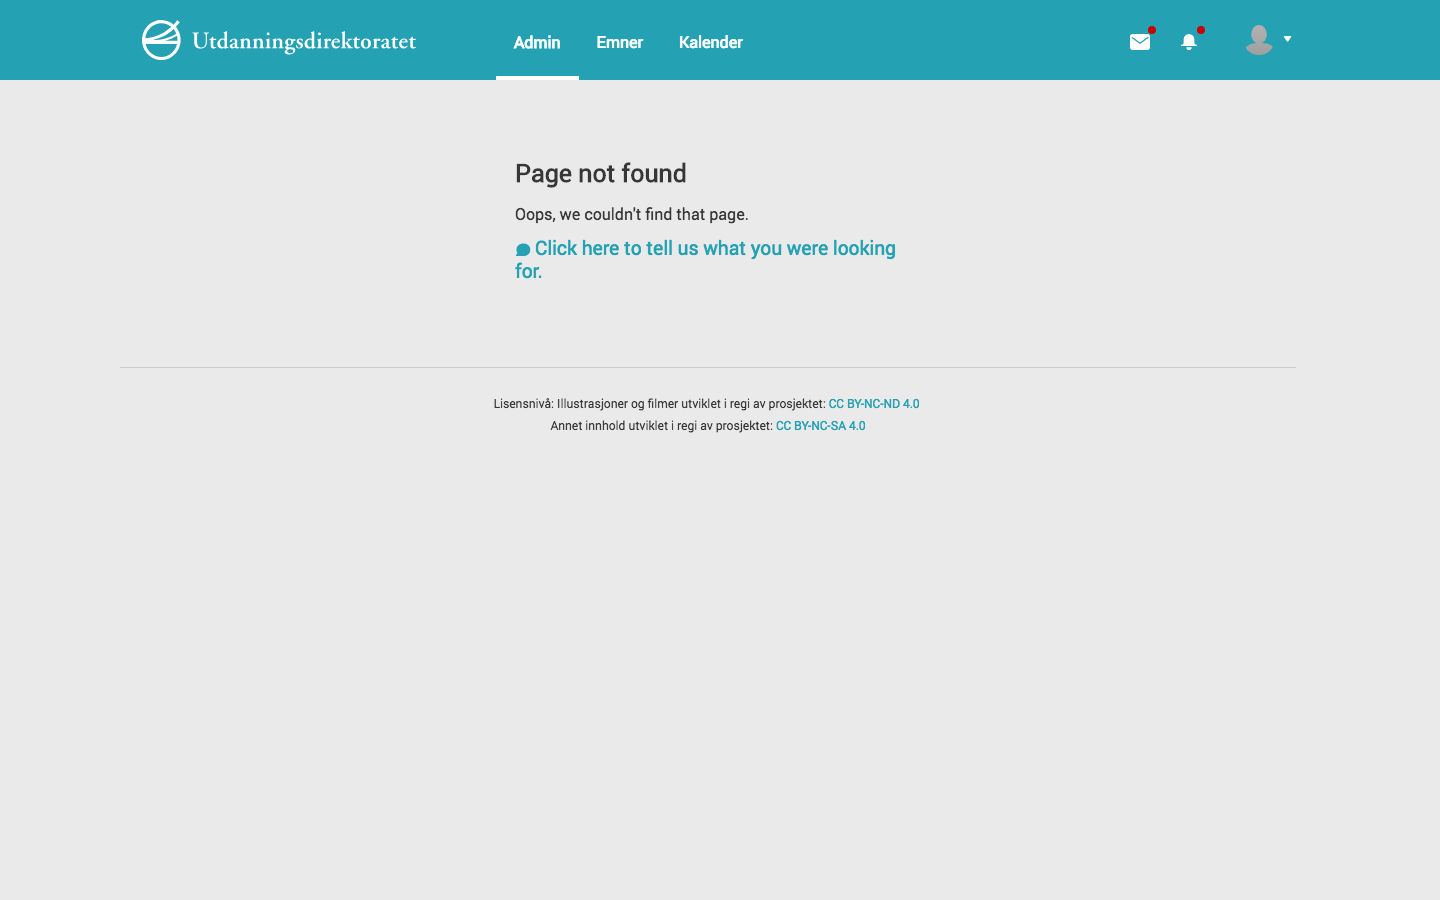 Utdanningsdirektoratet
Admin
Emner
Kalender
Page not found
Oops, we couldn't find that page.
Click here to tell us what you were looking
for.
Lisensnivå: Illustrasjoner og filmer utviklet i regi av prosjektet: CC BY-NC-ND 4.0
Annet innhold utviklet i regi av prosjektet: CC BY-NC-SA 4.0